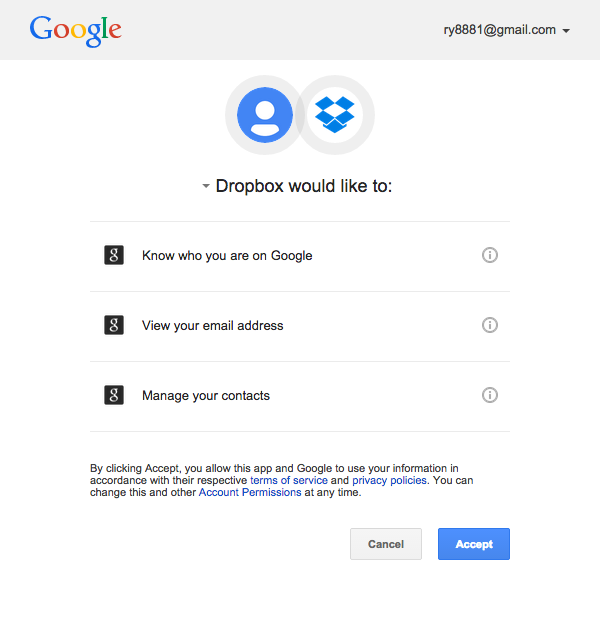 Google
ry8881@gmail.com
Dropbox would like to:
g
Know who you are on Google
g
View your email address
g
Manage your contacts
By clicking Accept, you allow this app and Google to use your information in
accordance with their respective terms of service and privacy policies. You can
change this and other Account Permissions at any time.
Cancel
Accept